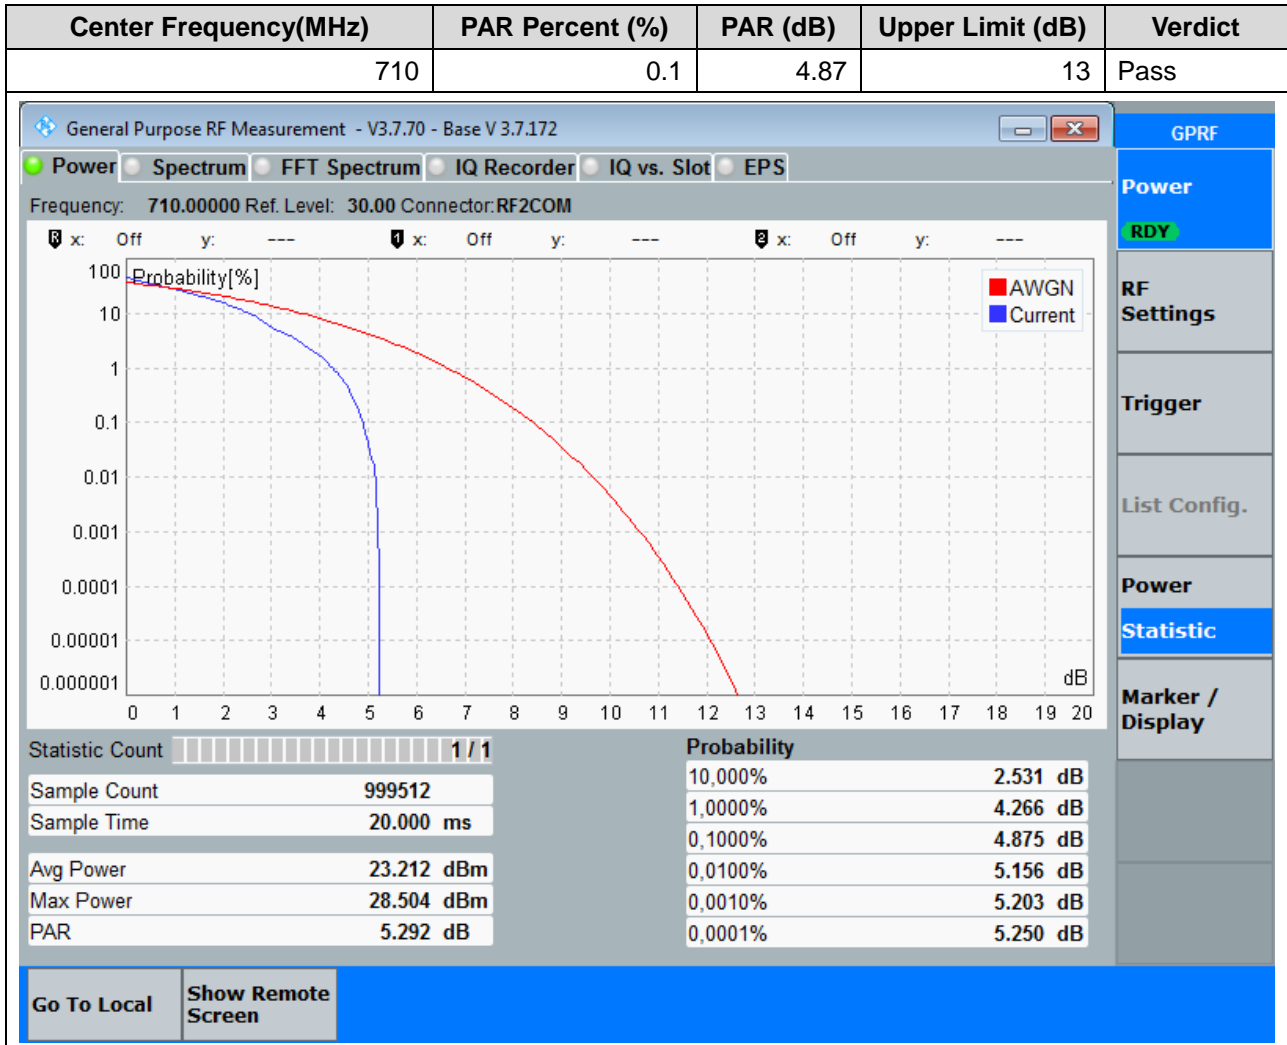 Center Frequency(MHz) PAR Percent (%) PAR (dB) Upper Limit (dB) Verdict
710 0.1 4.87 13 Pass
General Purpose RF Measurement - V3.7.70 - Base V 3.7.172
GPRF
Power Spectrum FFT Spectrum IQ Recorder IQ vs. Slot EPS
Frequency: 710.00000 Ref. Level: 30.00 Connector:RF2COM
R x: Off y: --- 1 x: Off y: --- 2 x: Off y: ---
Probability[%]
AWGN
Current
100
10
1
0.1
0.01
0.001
0.0001
0.00001
0.000001
dB
0 1 2 3 4 5 6 7 8 9 10 11 12 13 14 15 16 17 18 19 20
Statistic Count 1 / 1
Sample Count 999512
Sample Time 20.000 ms
Avg Power 23.212 dBm
Max Power 28.504 dBm
PAR 5.292 dB
Probability
10,000% 2.531 dB
1,0000% 4.266 dB
0,1000% 4.875 dB
0,0100% 5.156 dB
0,0010% 5.203 dB
0,0001% 5.250 dB
Power
RDY
RF
Settings
Trigger
List Config.
Power
Statistic
Marker /
Display
Go To Local
Show Remote
Screen